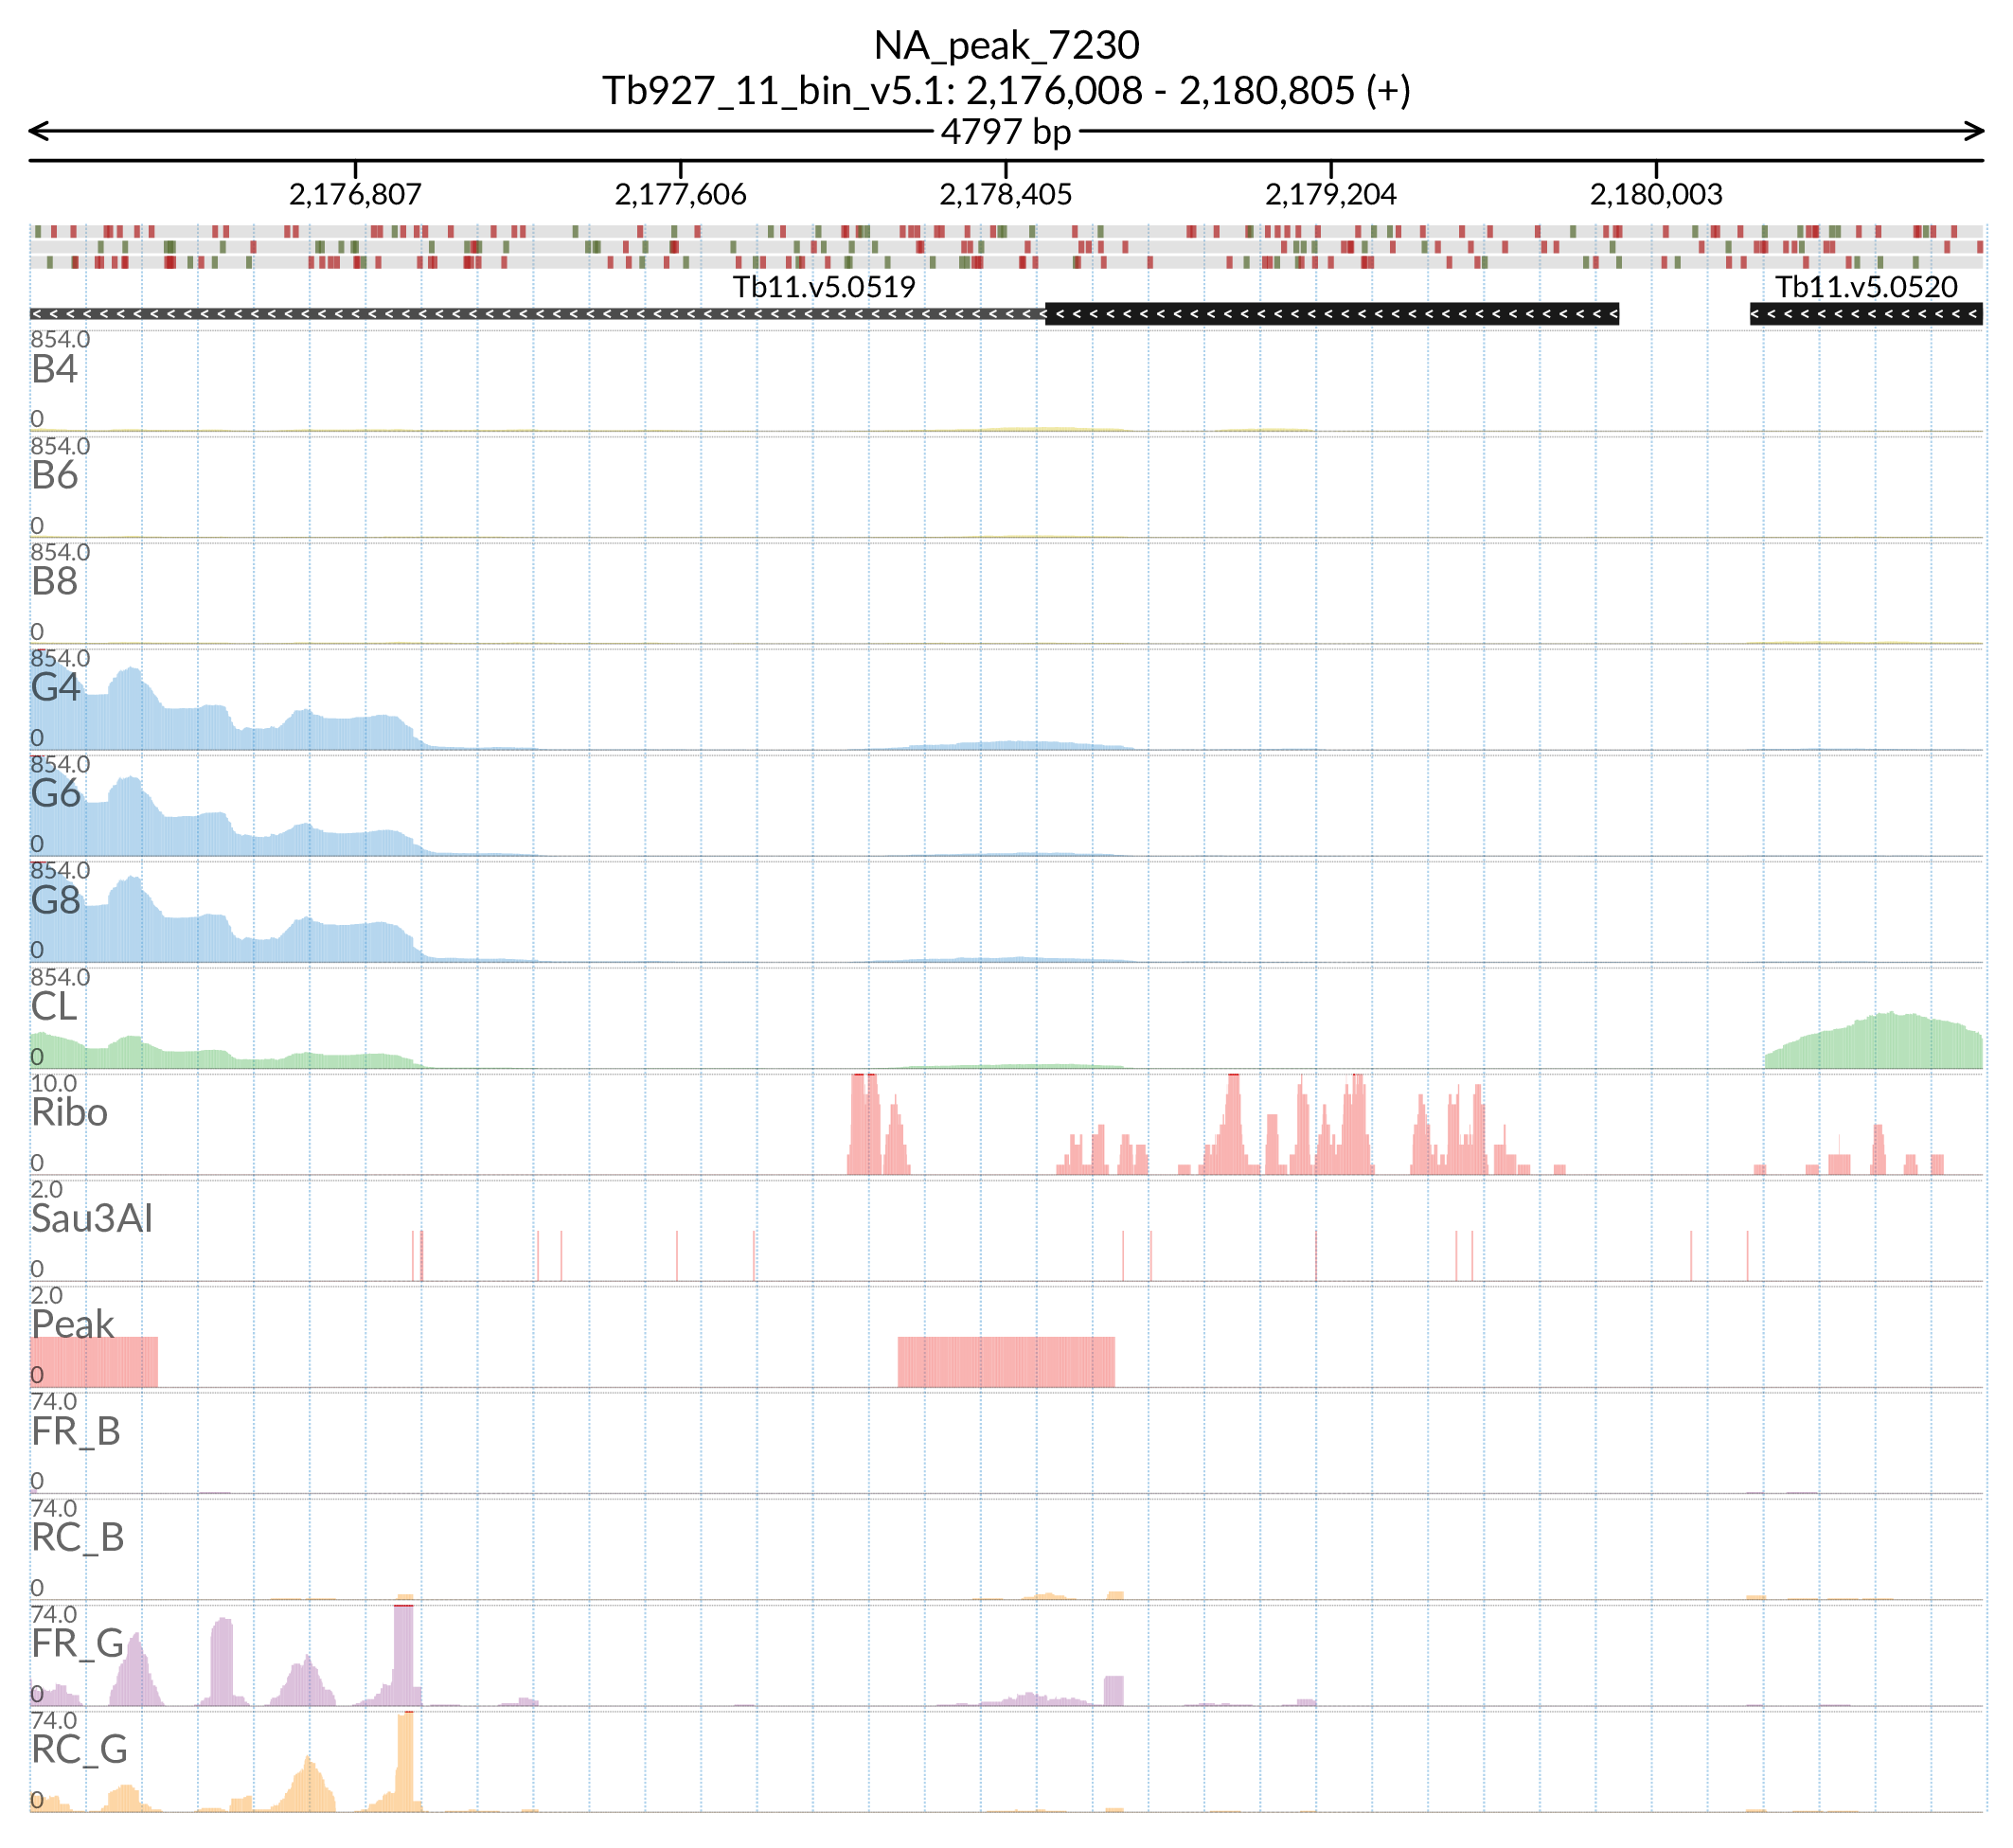 NA_peak_7230
Tb927_11_bin_v5.1: 2,176,008 - 2,180,805 (+)
4797 bp
2,176,807 2,177,606 2,178,405 2,179,204 2,180,003
Tb11.v5.0519 Tb11.v5.0520
854.0
B4
0
854.0
B6
0
854.0
B8
0
854.0
G4
0
854.0
G6
0
854.0
G8
0
854.0
CL
0
10.0
Ribo
0
2.0
Sau3AI
0
2.0
Peak
0
74.0
FR_B
0
74.0
RC_B
0
74.0
FR_G
0
74.0
RC_G
0